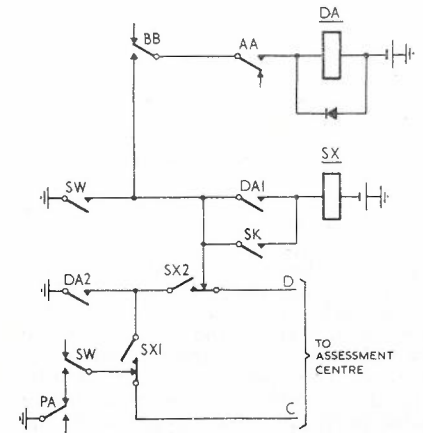 DA
BB
AA
SX
SW
DA1
SK
SX2
DA2
D
SX1
SW
TO
ASSESSMENT
CENTRE
PA
C